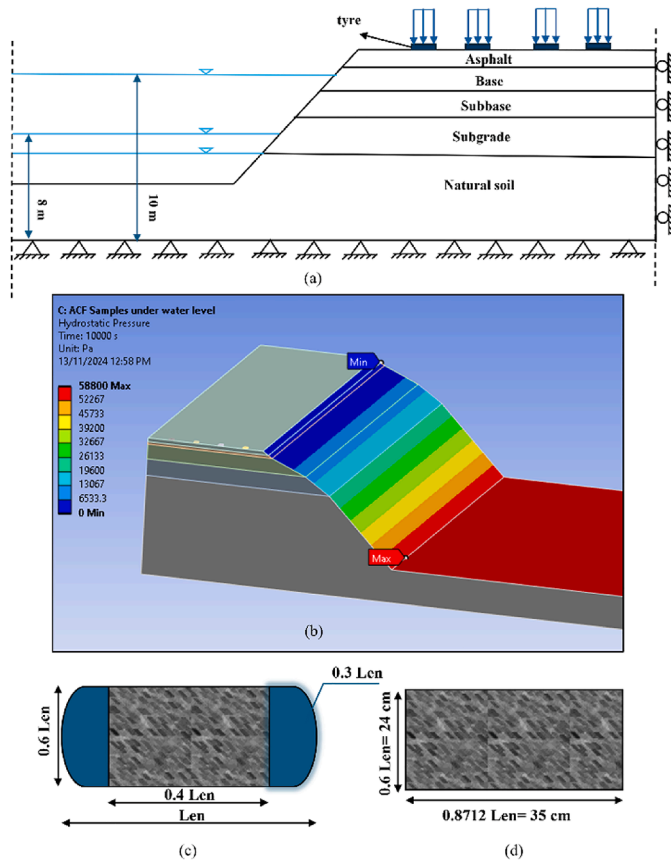 tyre
Asphalt
Base
Subbase
Subgrade
Natural soil
8 m
10 m
(a)
C: ACF Samples under water level
Hydrostatic Pressure
Time: 10000 s
Unit: Pa
13/11/2024 12:58 PM
58800 Max
52267
45733
39200
32667
26133
19600
13067
6533.3
0 Min
Min
Max
(b)
0.3 Len
0.6 Len
0.4 Len
Len
(c)
0.6 Len= 24 cm
0.8712 Len= 35 cm
(d)